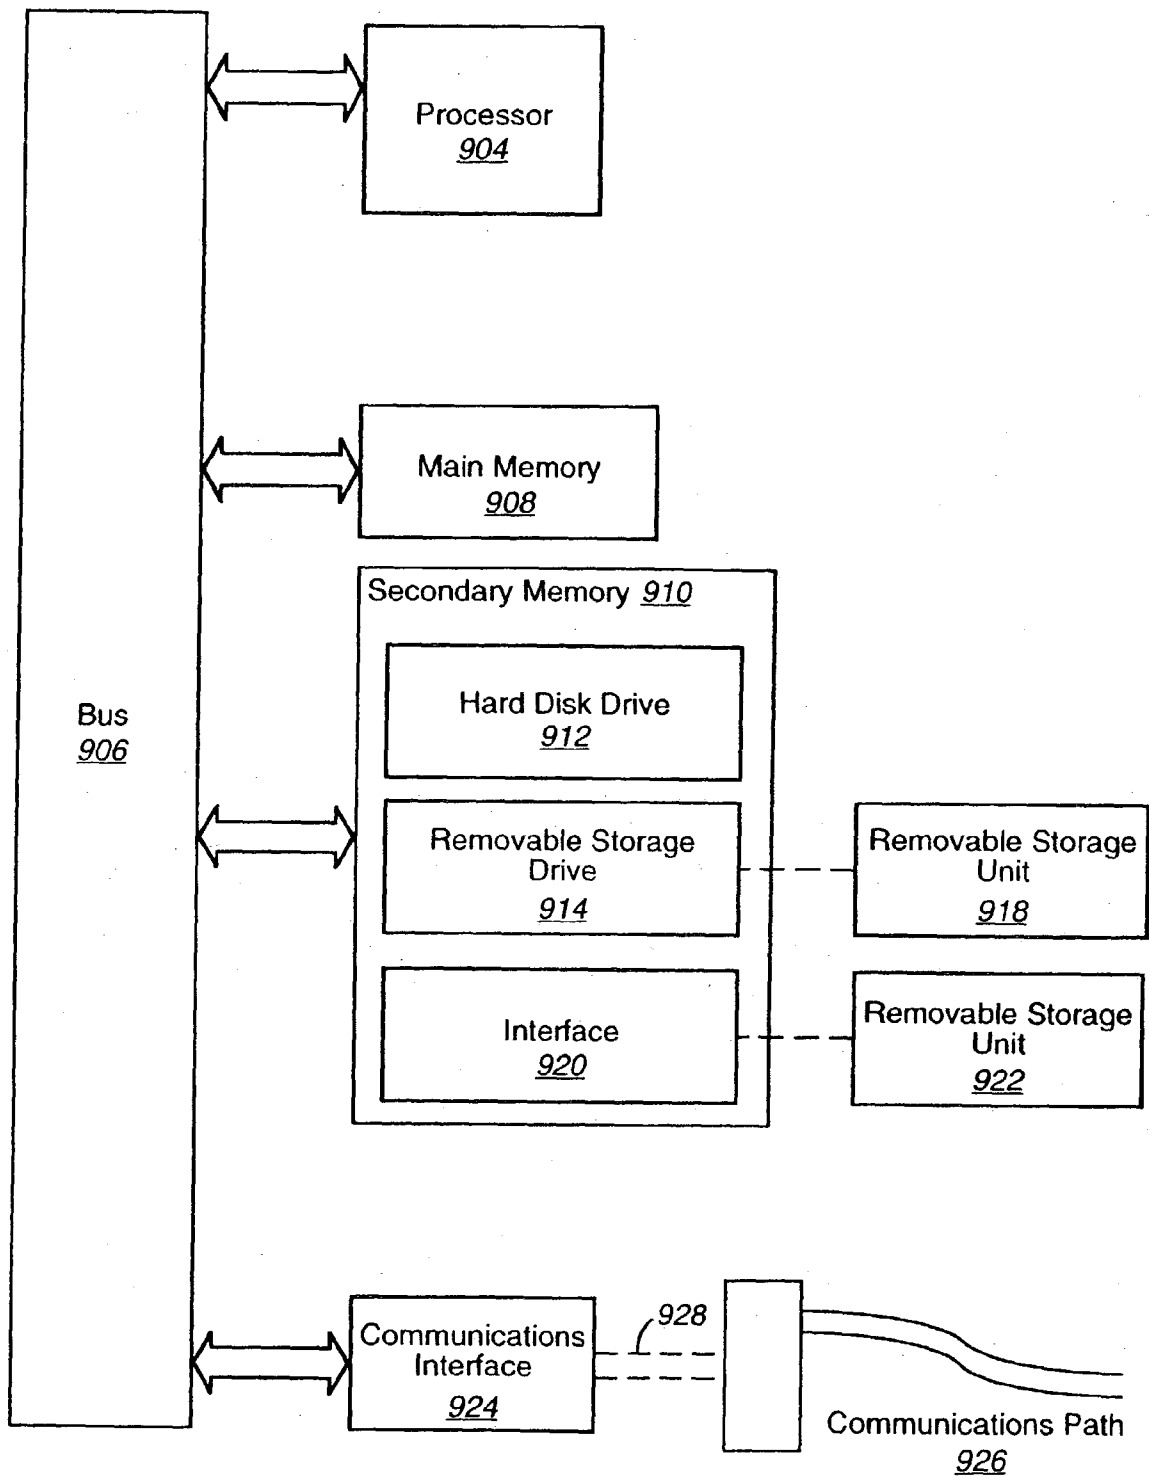 Processor
904
Main Memory
908
Secondary Memory 910
Hard Disk Drive
912
Bus
906
Removable Storage
Drive
914
Removable Storage
Unit
918
Interface
920
Removable Storage
Unit
922
928
Communications
Interface
924
Communications Path
926